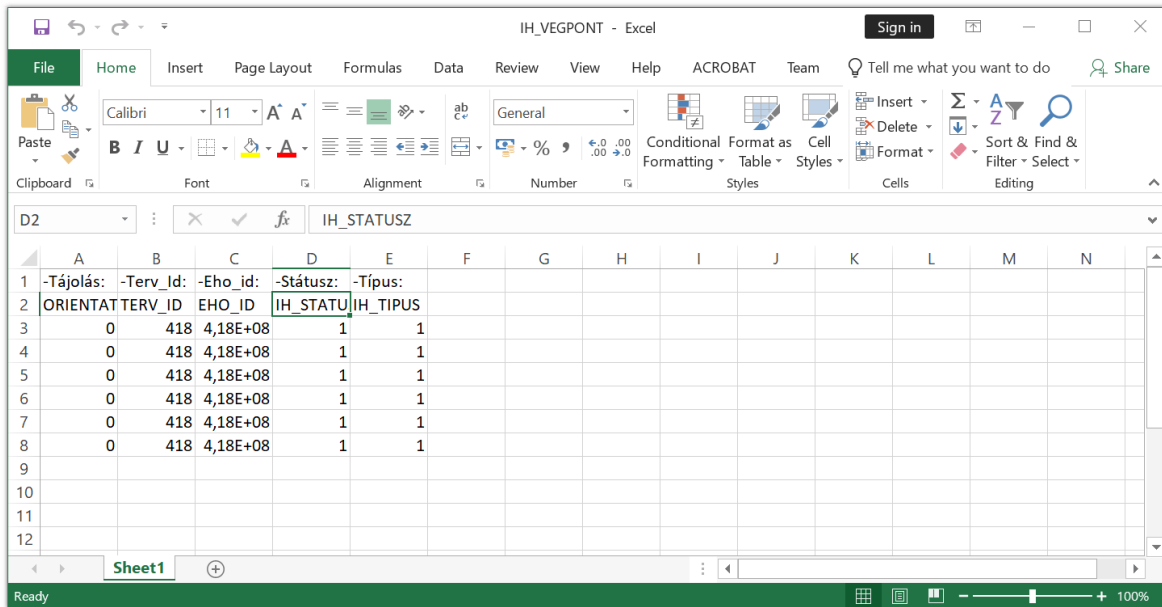 IH_VEGPONT - Excel
Sign in
File Home Insert Page Layout Formulas Data Review View Help ACROBAT Team Tell me what you want to do Share
Paste
Calibri 11 A A
ab
c
General
B I U A
% , .0 .00
.00 .0
Conditional Formatting
Format as Table
Cell Styles
Insert
Delete
Format
Σ
A
Z
Sort & Filter
Find & Select
Clipboard Font Alignment Number Styles Cells Editing
D2 fx IH_STATUSZ
A B C D E F G H I J K L M N
1 -Tájolás: -Terv_Id: -Eho_id: -Státusz: -Típus:
2 ORIENTAT TERV_ID EHO_ID IH_STATU IH_TIPUS
3 0 418 4,18E+08 1 1
4 0 418 4,18E+08 1 1
5 0 418 4,18E+08 1 1
6 0 418 4,18E+08 1 1
7 0 418 4,18E+08 1 1
8 0 418 4,18E+08 1 1
9
10
11
12
Sheet1
Ready 100%